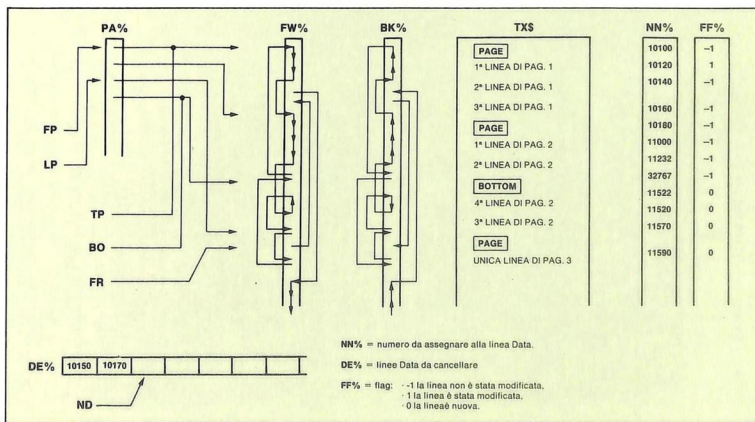 PA%
FW%
BK%
TX$
NN%
FF%
PAGE
10100
–1
1ª LINEA DI PAG. 1
10120
1
2ª LINEA DI PAG. 1
10140
–1
3ª LINEA DI PAG. 1
10160
–1
PAGE
10180
–1
1ª LINEA DI PAG. 2
11000
–1
2ª LINEA DI PAG. 2
11232
–1
32767
–1
BOTTOM
11522
0
4ª LINEA DI PAG. 2
11520
0
3ª LINEA DI PAG. 2
11570
0
PAGE
11590
0
UNICA LINEA DI PAG. 3
FP
LP
TP
BO
FR
NN% = numero da assegnare alla linea Data.
DE%
10150
10170
DE% = linee Data da cancellare
FF% = flag: · -1 la linea non è stata modificata,
· 1 la linea è stata modificata,
· 0 la lineaè nuova.
ND